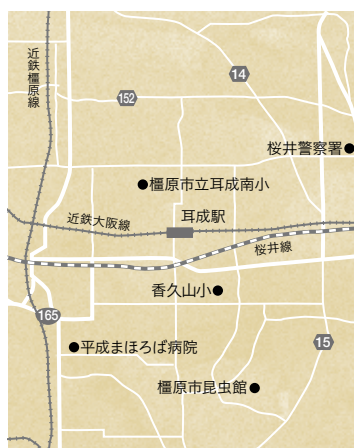 近鉄橿原線
14
152
桜井警察署
橿原市立耳成南小
近鉄大阪線
耳成駅
桜井線
香久山小
165
平成まほろば病院
15
橿原市昆虫館